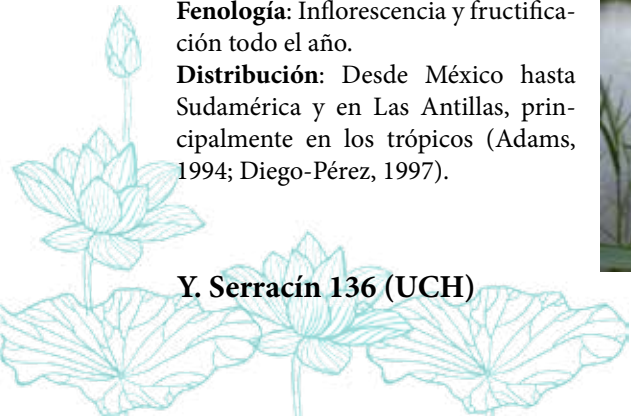 Fenología: Inflorescencia y fructifica-
ción todo el año.
Distribución: Desde México hasta
Sudamérica y en Las Antillas, prin-
cipalmente en los trópicos (Adams,
1994; Diego-Pérez, 1997).
Y. Serracín 136 (UCH)